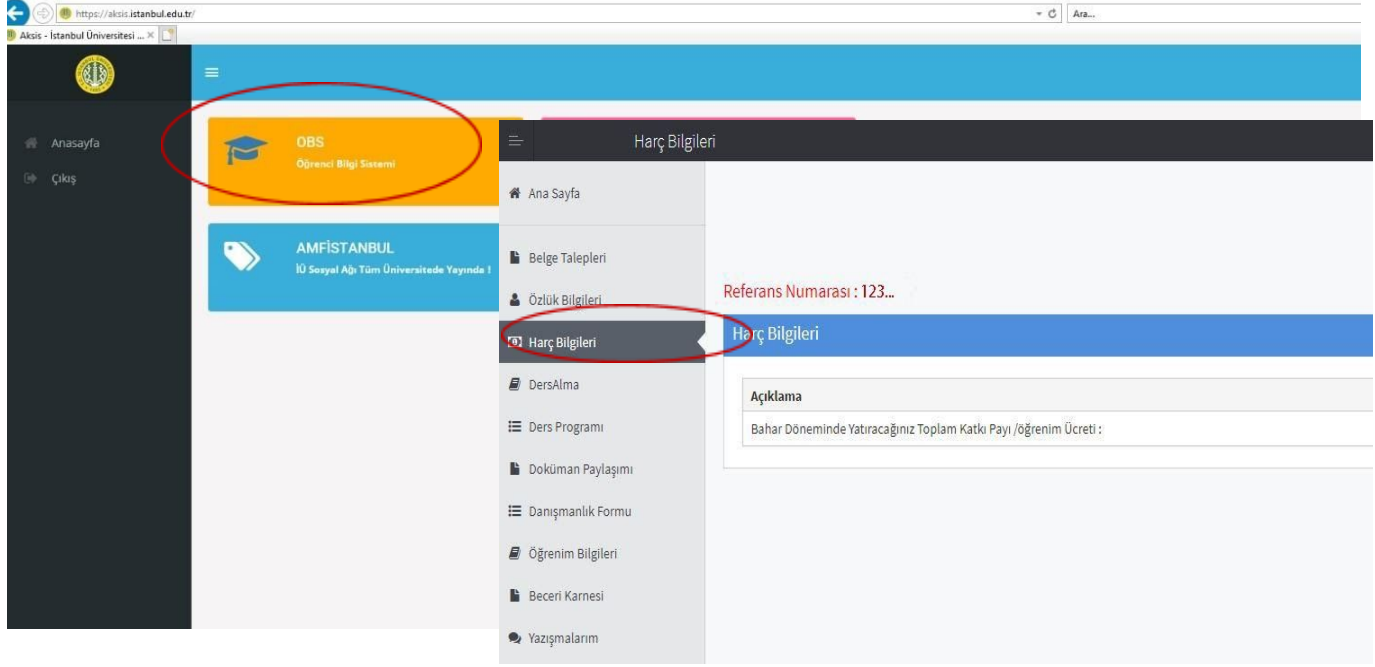 https://aksis.istanbul.edu.tr/
Ara...
Aksis - İstanbul Üniversitesi ...
Anasayfa
Çıkış
OBS
Öğrenci Bilgi Sistemi
AMFİSTANBUL
İÜ Sosyal Ağı Tüm Üniversitede Yayında !
Harç Bilgileri
Ana Sayfa
Belge Talepleri
Özlük Bilgileri
Harç Bilgileri
DersAlma
Ders Programı
Doküman Paylaşımı
Danışmanlık Formu
Öğrenim Bilgileri
Beceri Karnesi
Yazışmalarım
Referans Numarası : 123...
Harç Bilgileri
Açıklama
Bahar Döneminde Yatıracağınız Toplam Katkı Payı /öğrenim Ücreti :